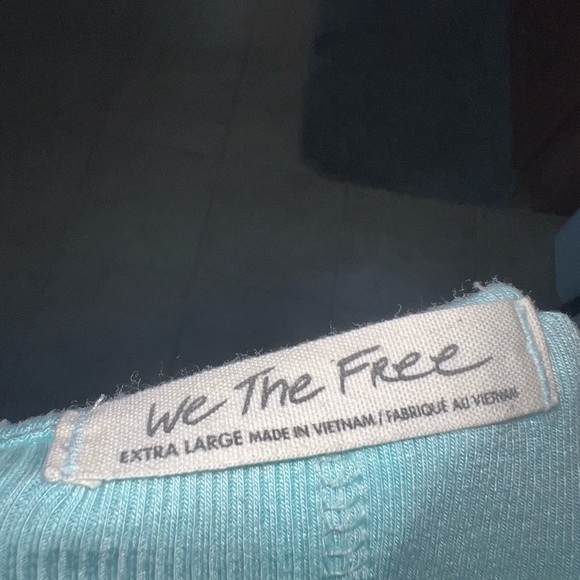 We The Free
EXTRA LARGE MADE IN VIETNAM / FABRIQUÉ AU VIETNAM